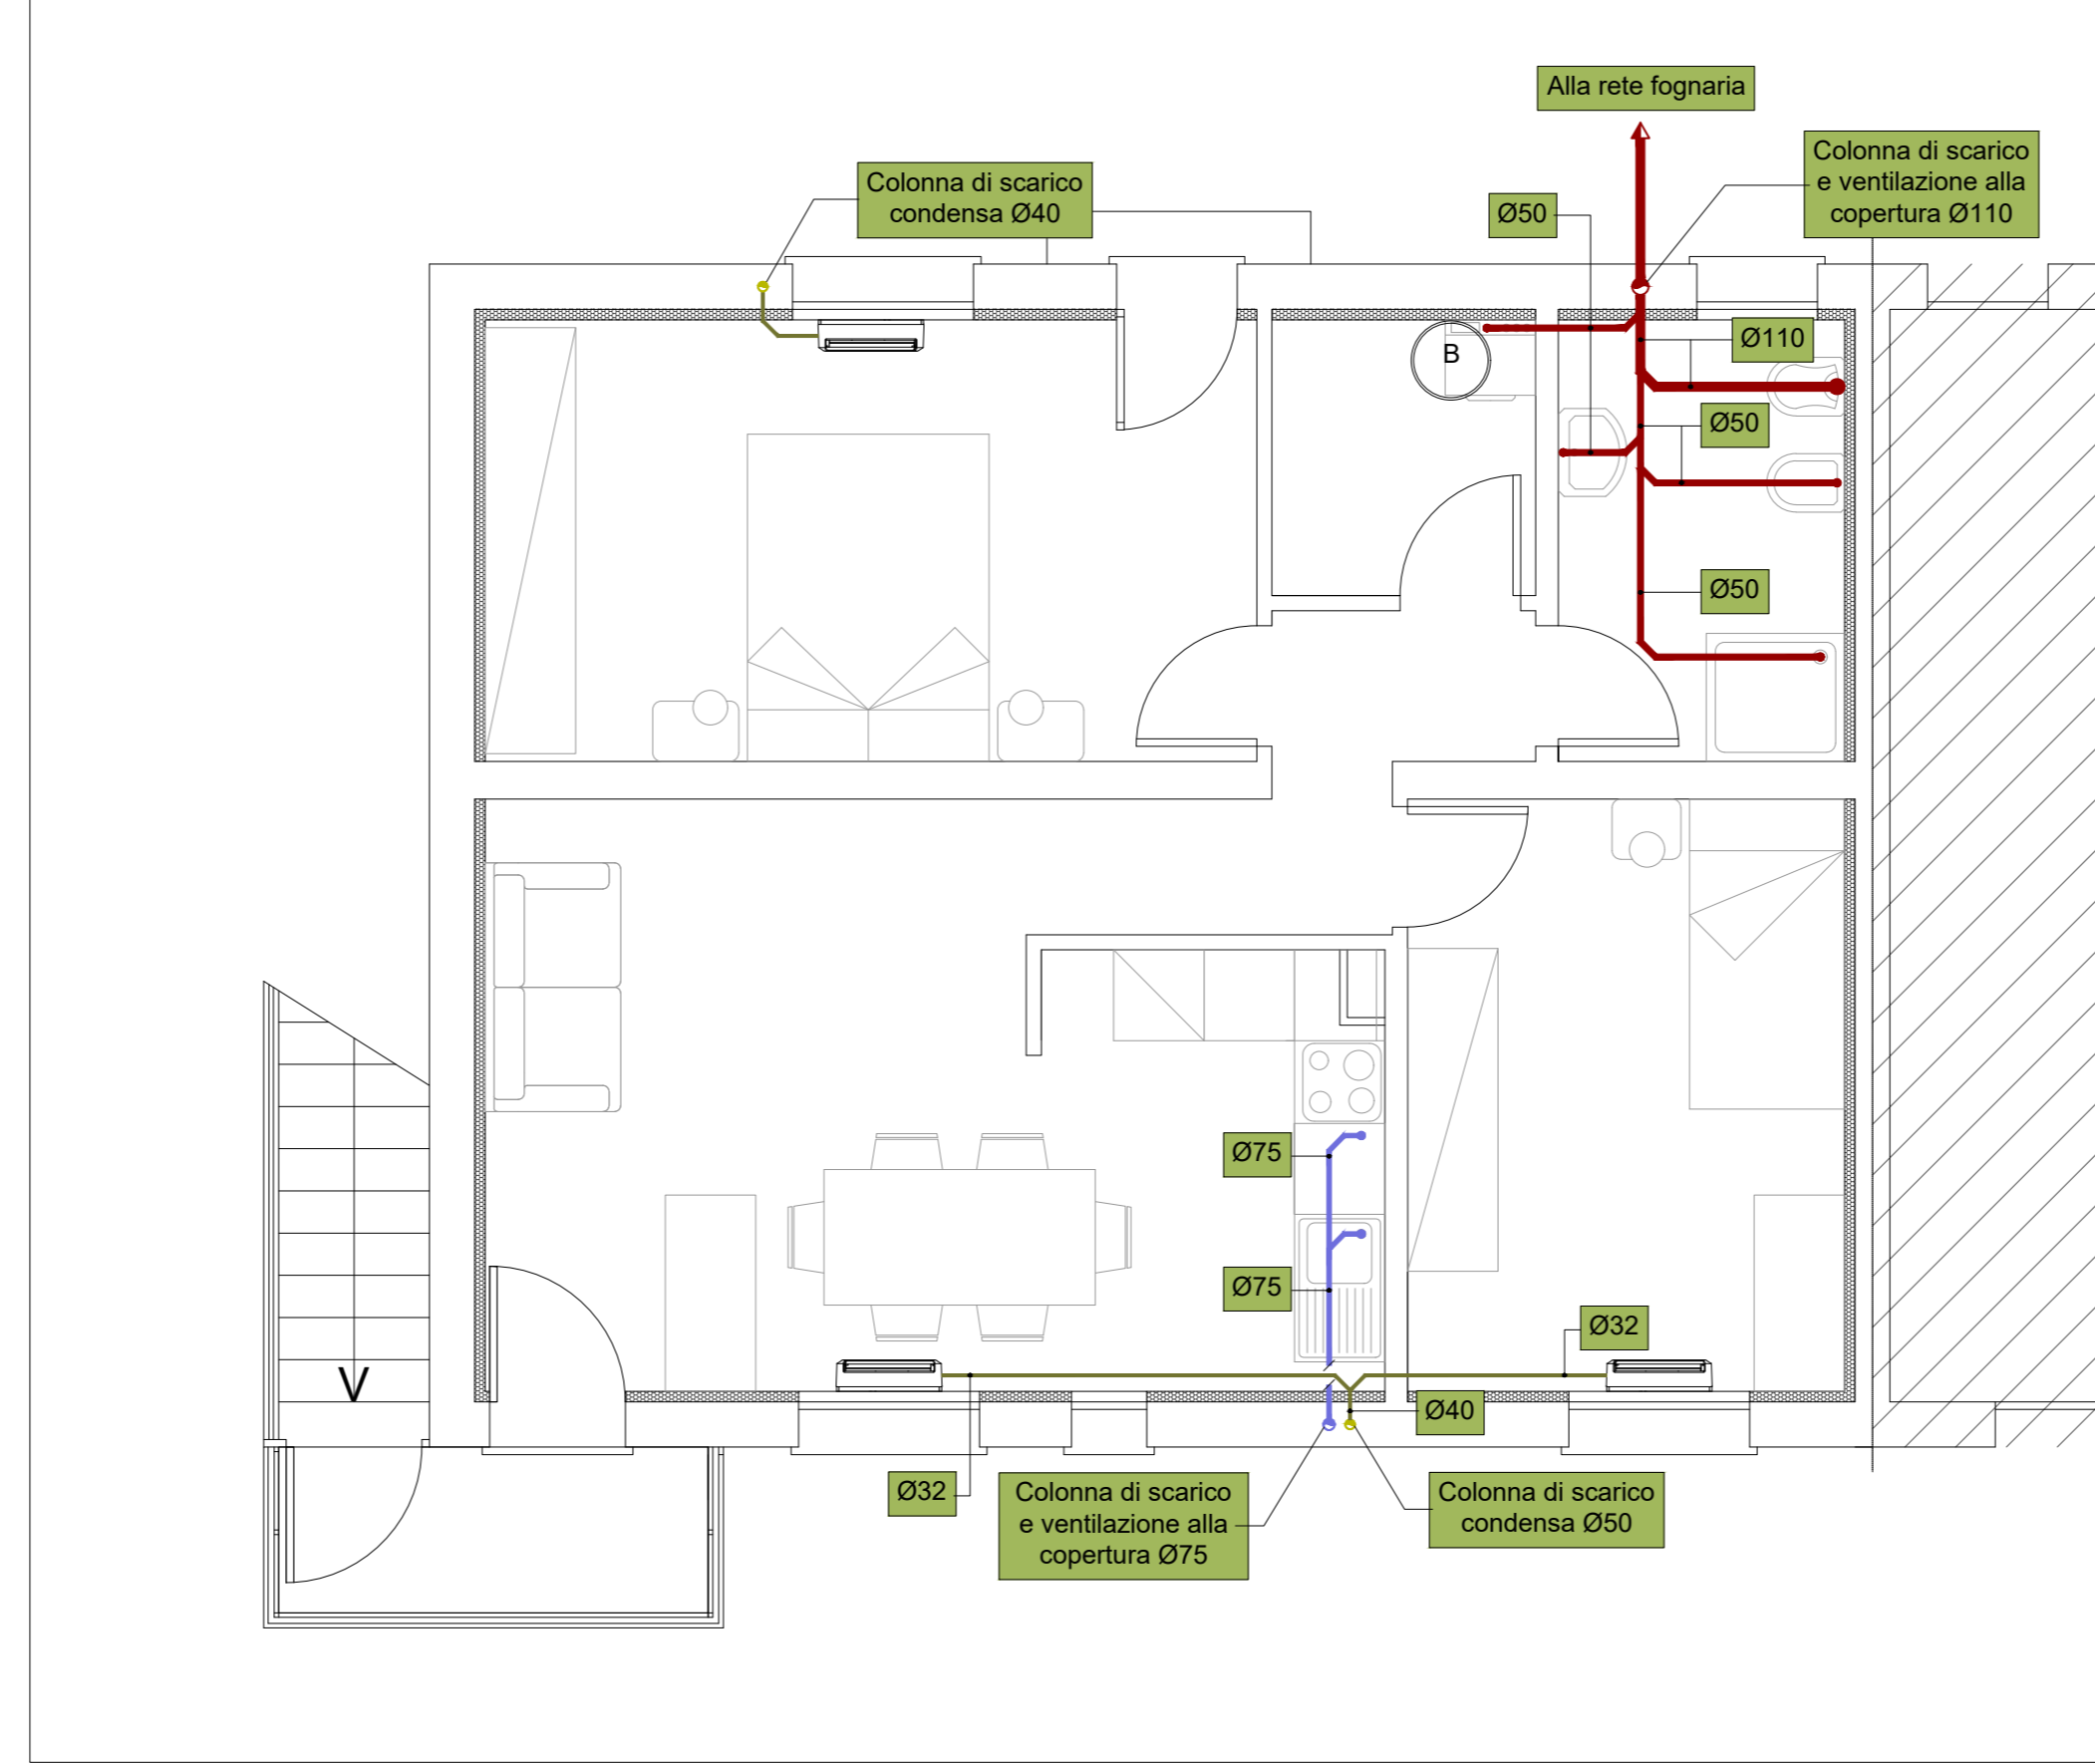 Alla rete fognaria
Colonna di scarico
e ventilazione alla
copertura Ø110
Colonna di scarico
condensa Ø40
Ø50
Ø110
B
Ø50
Ø50
Ø75
Ø75
Ø32
V
Ø40
Ø32
Colonna di scarico
e ventilazione alla
copertura Ø75
Colonna di scarico
condensa Ø50